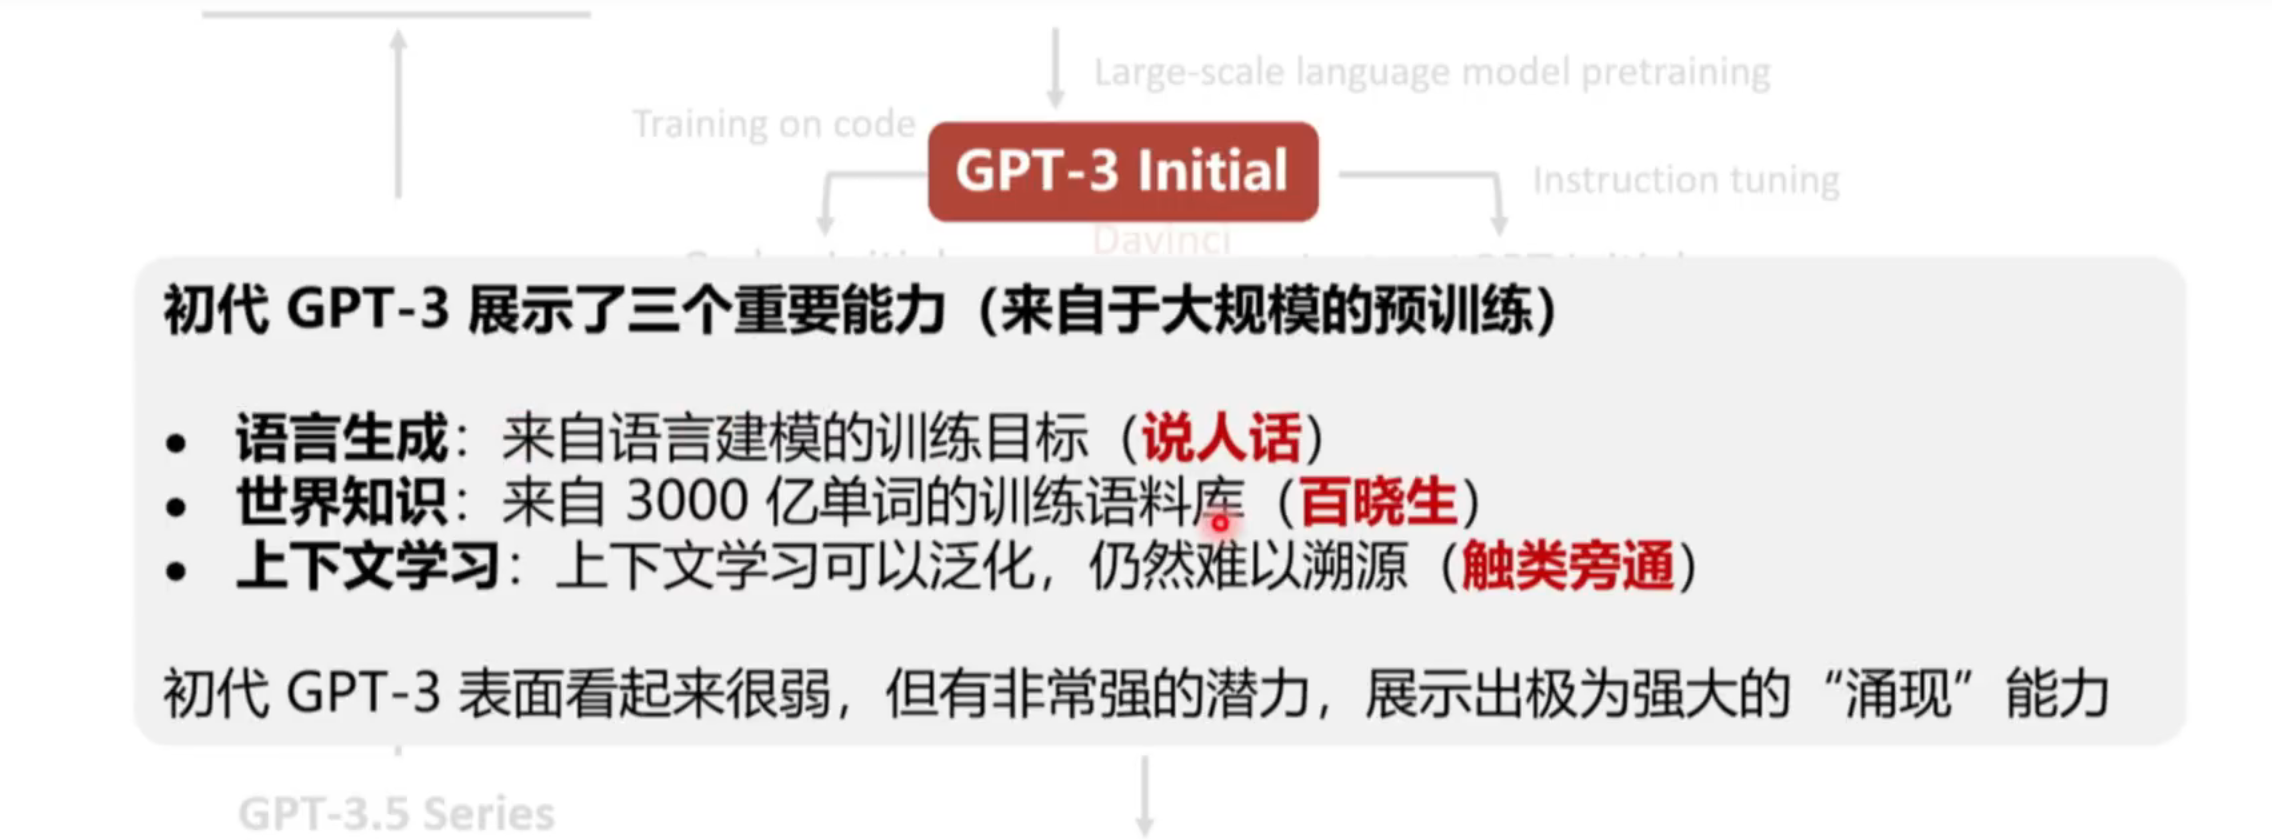 Large-scale language model pretraining
Training on code
GPT-3 Initial
Instruction tuning
Davinci
初代 GPT-3 展示了三个重要能力（来自于大规模的预训练）
• 语言生成：来自语言建模的训练目标（说人话）
• 世界知识：来自 3000 亿单词的训练语料库（百晓生）
• 上下文学习：上下文学习可以泛化，仍然难以溯源（触类旁通）
初代 GPT-3 表面看起来很弱，但有非常强的潜力，展示出极为强大的“涌现”能力
GPT-3.5 Series